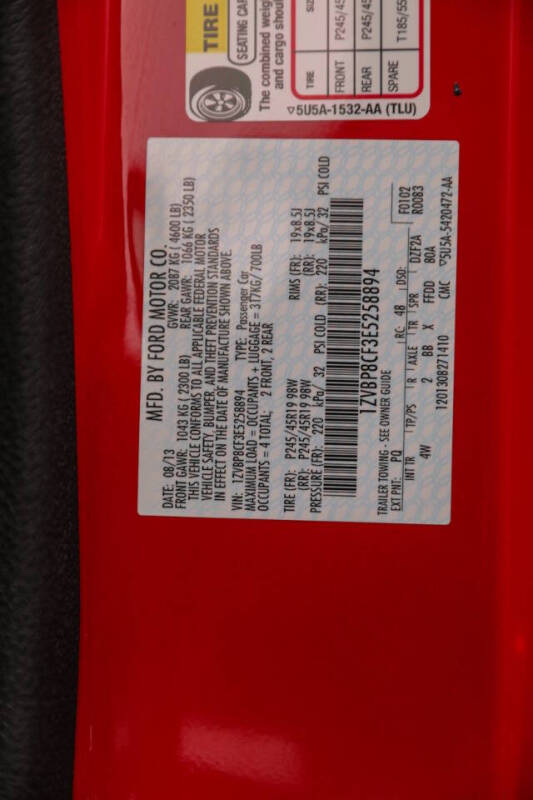 TIRE
SEATING CAP
The combined weig
and cargo shou
TIRE
FRONT
REAR
SPARE
SIZ
P245/45
P245/45
T185/55
▽5U5A-1532-AA (TLU)
MFD. BY FORD MOTOR CO.
DATE: 08/13 GVWR: 2087 KG ( 4600 LB)
FRONT GAWR: 1043 KG ( 2300 LB) REAR GAWR: 1066 KG ( 2350 LB)
THIS VEHICLE CONFORMS TO ALL APPLICABLE FEDERAL MOTOR
VEHICLE SAFETY, BUMPER, AND THEFT PREVENTION STANDARDS
IN EFFECT ON THE DATE OF MANUFACTURE SHOWN ABOVE.
VIN: 1ZVBP8CF3E5258894 TYPE: Passenger Car
MAXIMUM LOAD = OCCUPANTS + LUGGAGE = 317KG/ 700LB
OCCUPANTS = 4 TOTAL, 2 FRONT, 2 REAR
TIRE (FR): P245/45R19 98W RIMS (FR): 19x8.5J
(RR): P245/45R19 98W (RR): 19x8.5J
PRESSURE (FR): 220 kPa/ 32 PSI COLD (RR): 220 kPa/ 32 PSI COLD
1ZVBP8CF3E5258894
TRAILER TOWING - SEE OWNER GUIDE
EXT PNT: PQ RC: 48 DSO: F0102
R0083
INT TR TP/PS R AXLE TR SPR DZF2A
4W 2 BB X FFDD 80A
1201308271410 CMC ▽5U5A-5420472-AA